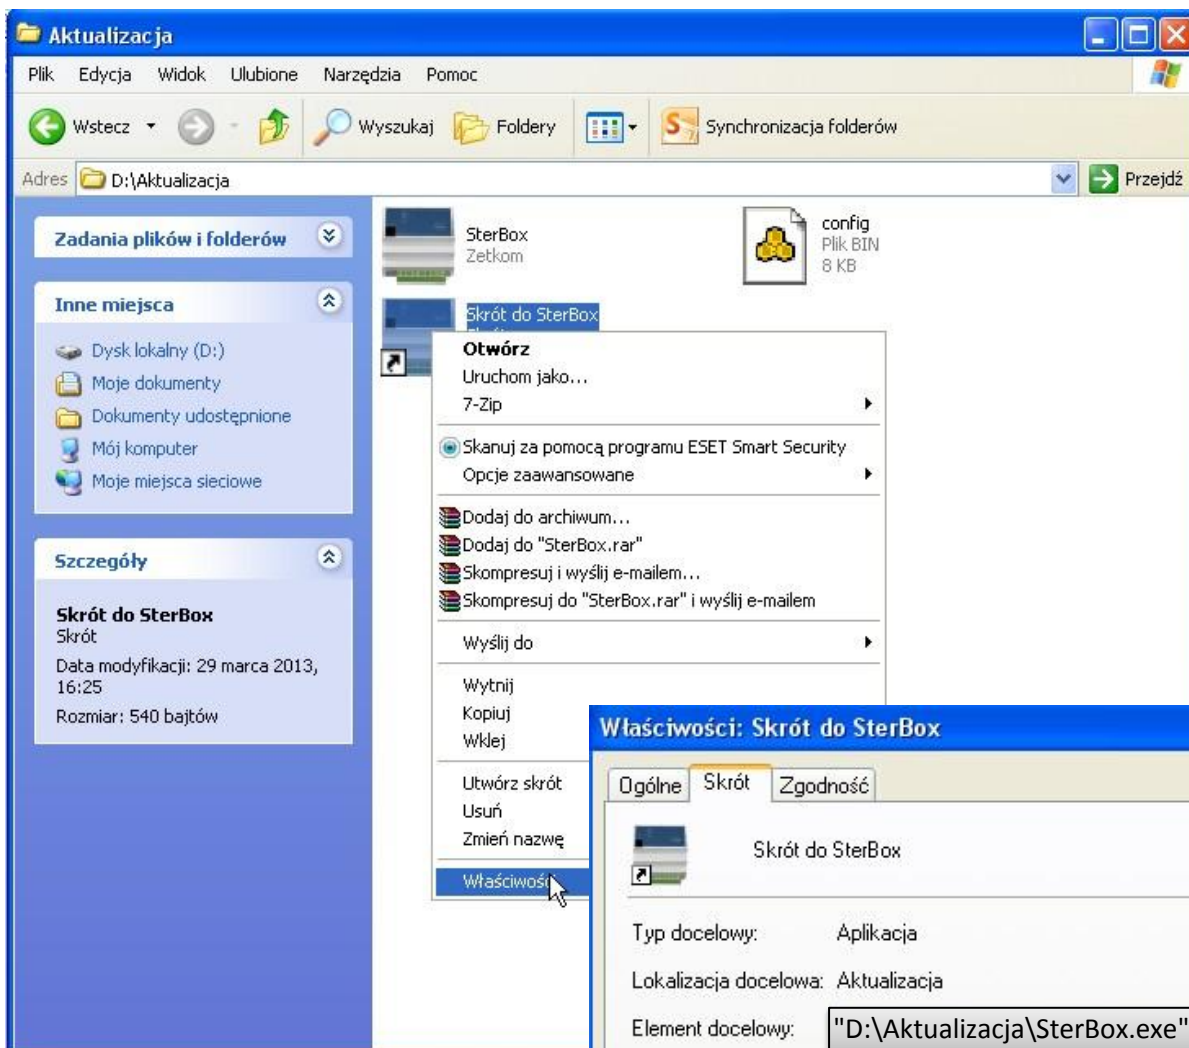 Aktualizacja
Plik Edycja Widok Ulubione Narzędzia Pomoc
Wstecz Wyszukaj Foldery Synchronizacja folderów
Adres D:\Aktualizacja Przejdź
Zadania plików i folderów
Inne miejsca
Dysk lokalny (D:)
Moje dokumenty
Dokumenty udostępnione
Mój komputer
Moje miejsca sieciowe
Szczegóły
Skrót do SterBox
Skrót
Data modyfikacji: 29 marca 2013,
16:25
Rozmiar: 540 bajtów
SterBox
Zetkom
config
Plik BIN
8 KB
Skrót do SterBox
Otwórz
Uruchom jako...
7-Zip
Skanuj za pomocą programu ESET Smart Security
Opcje zaawansowane
Dodaj do archiwum...
Dodaj do "SterBox.rar"
Skompresuj i wyślij e-mailem...
Skompresuj do "SterBox.rar" i wyślij e-mailem
Wyślij do
Wytnij
Kopiuj
Wklej
Utwórz skrót
Usuń
Zmień nazwę
Właściwości
Właściwości: Skrót do SterBox
Ogólne Skrót Zgodność
Skrót do SterBox
Typ docelowy: Aplikacja
Lokalizacja docelowa: Aktualizacja
Element docelowy: "D:\Aktualizacja\SterBox.exe"